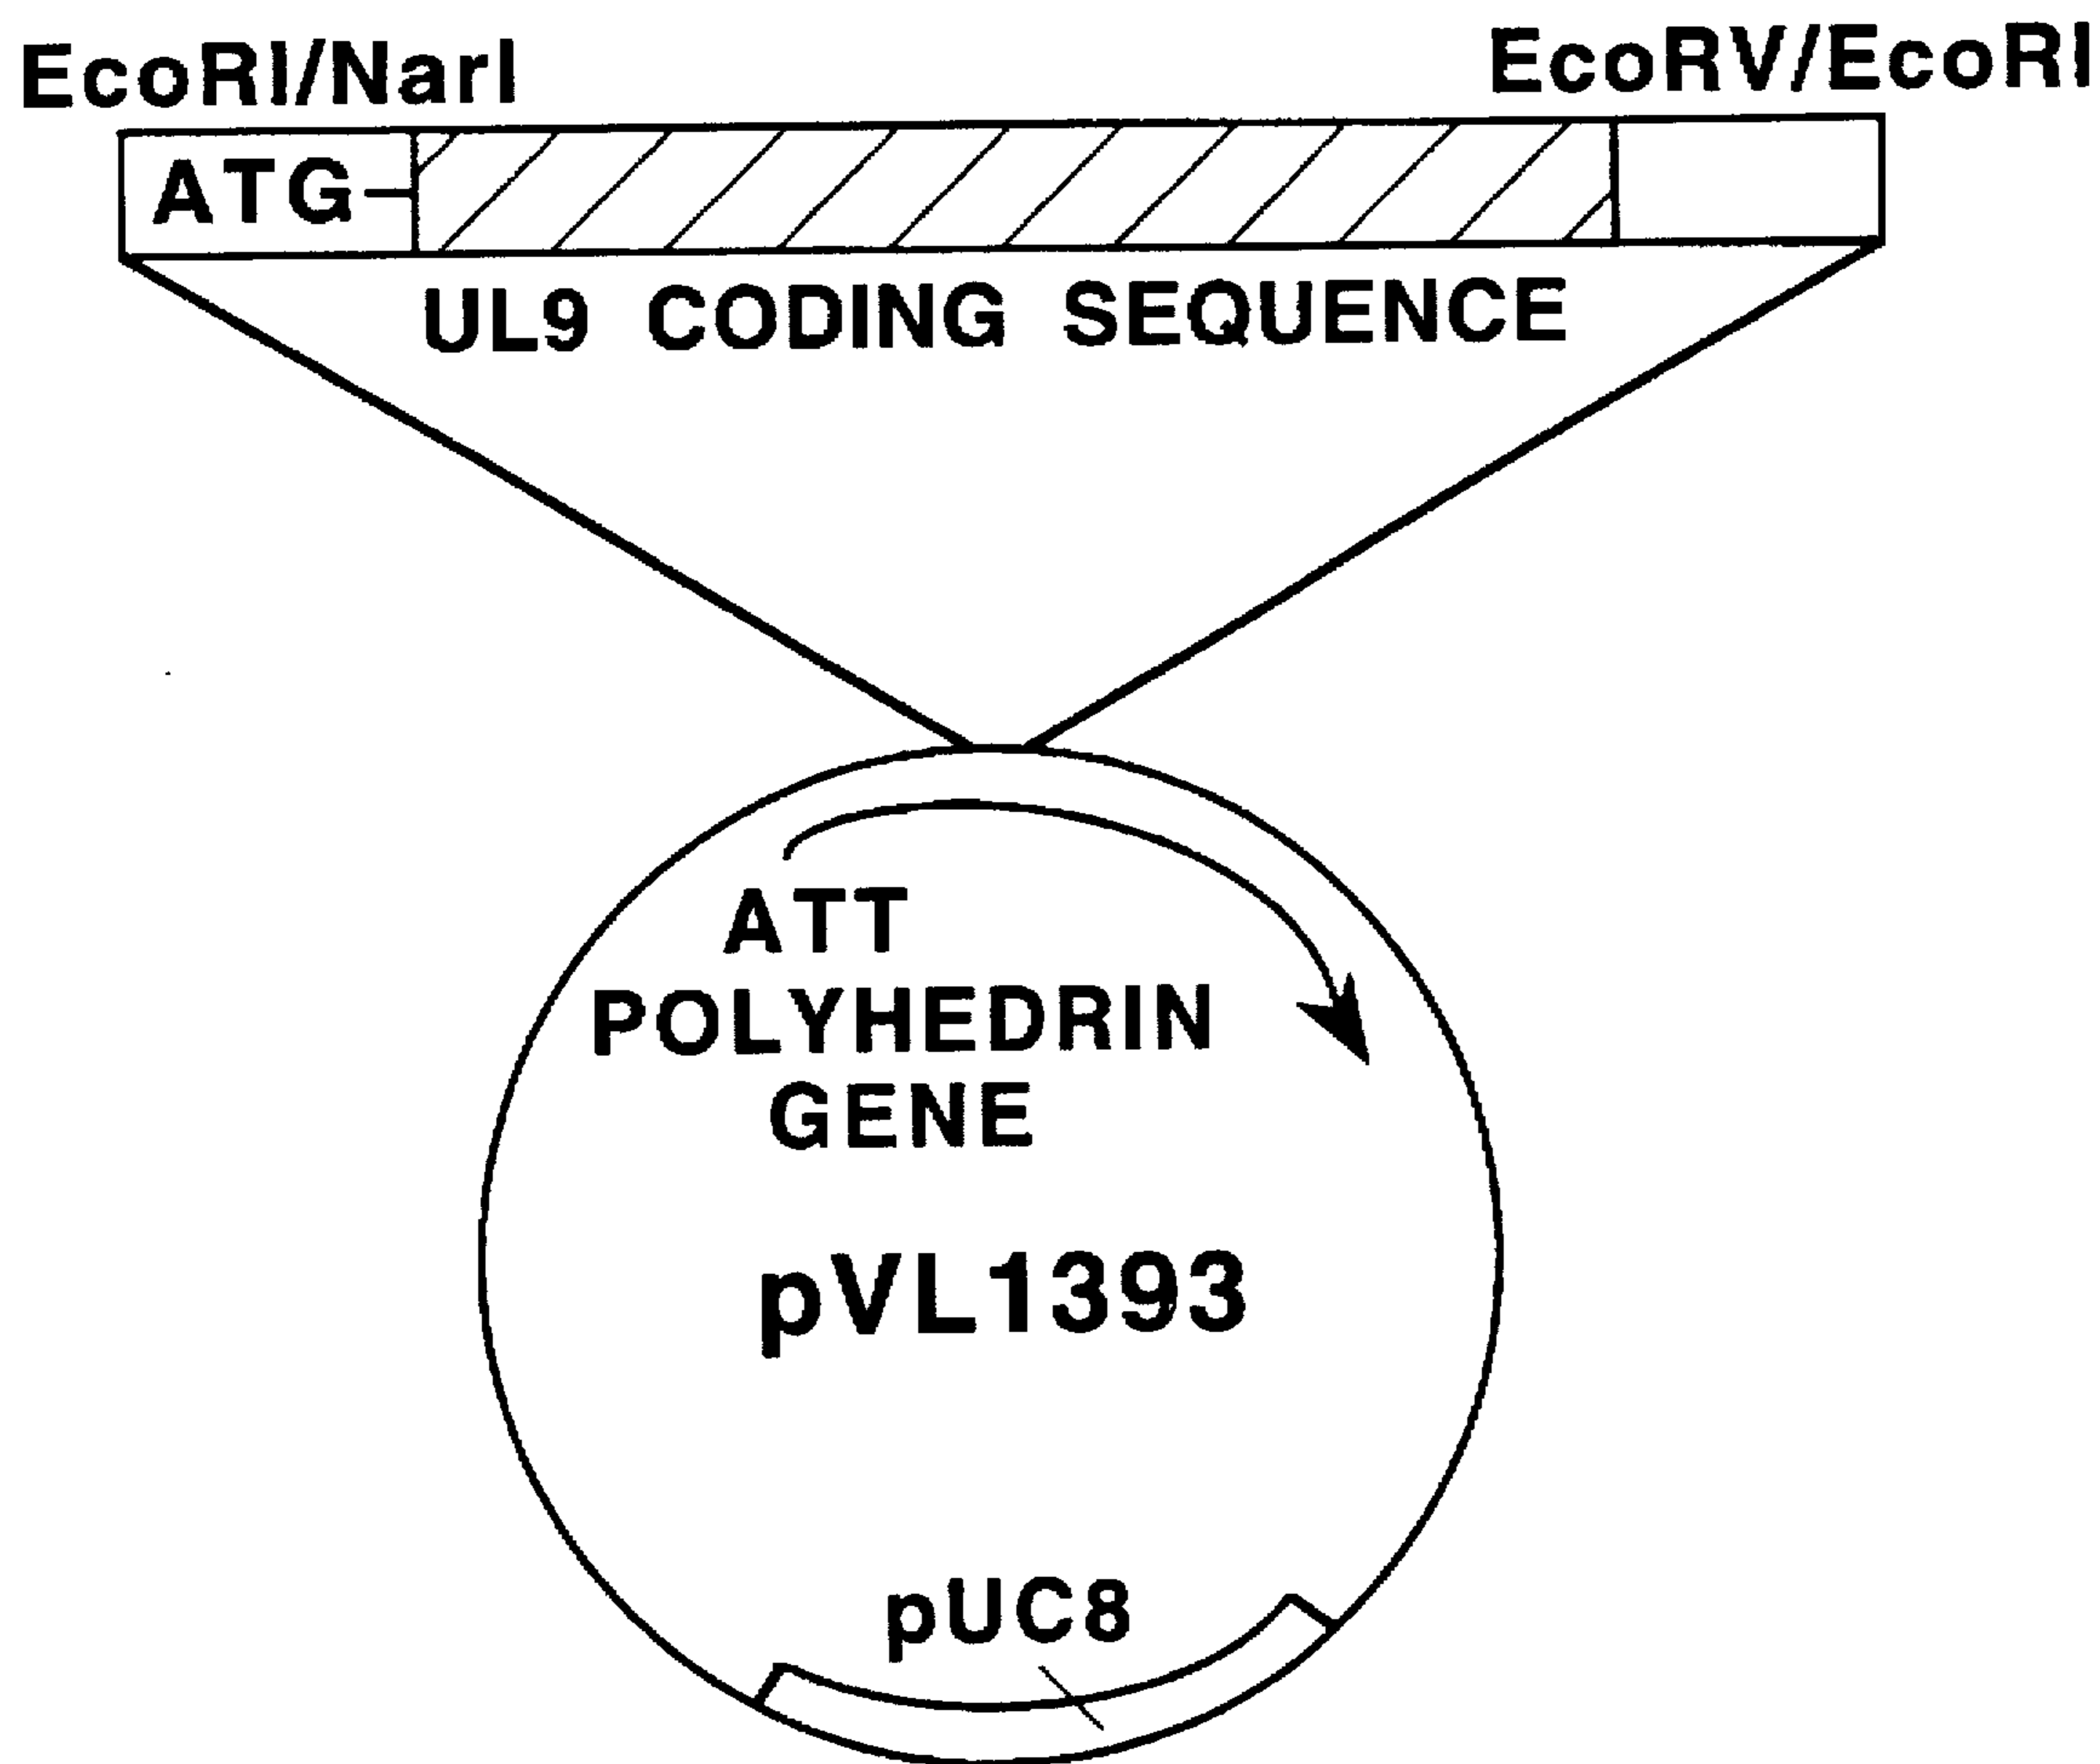 EcoRI/NarI EcoRV/EcoRI
ATG
UL9 CODING SEQUENCE
ATT
POLYHEDRIN
GENE
pVL1393
pUC8